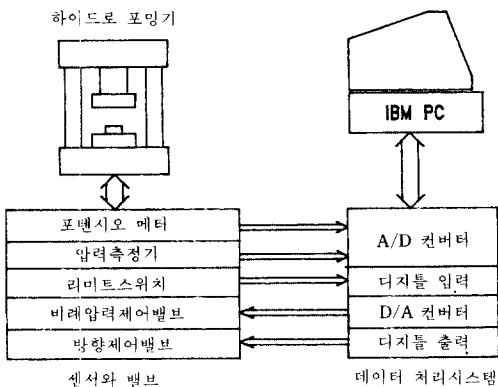 하이드로 포밍기
IBM PC
포텐시오 메터
압력측정기
리미트스위치
비례압력제어밸브
방향제어밸브
A/D 컨버터
디지틀 입력
D/A 컨버터
디지틀 출력
센서와 밸브
데이터 처리시스템